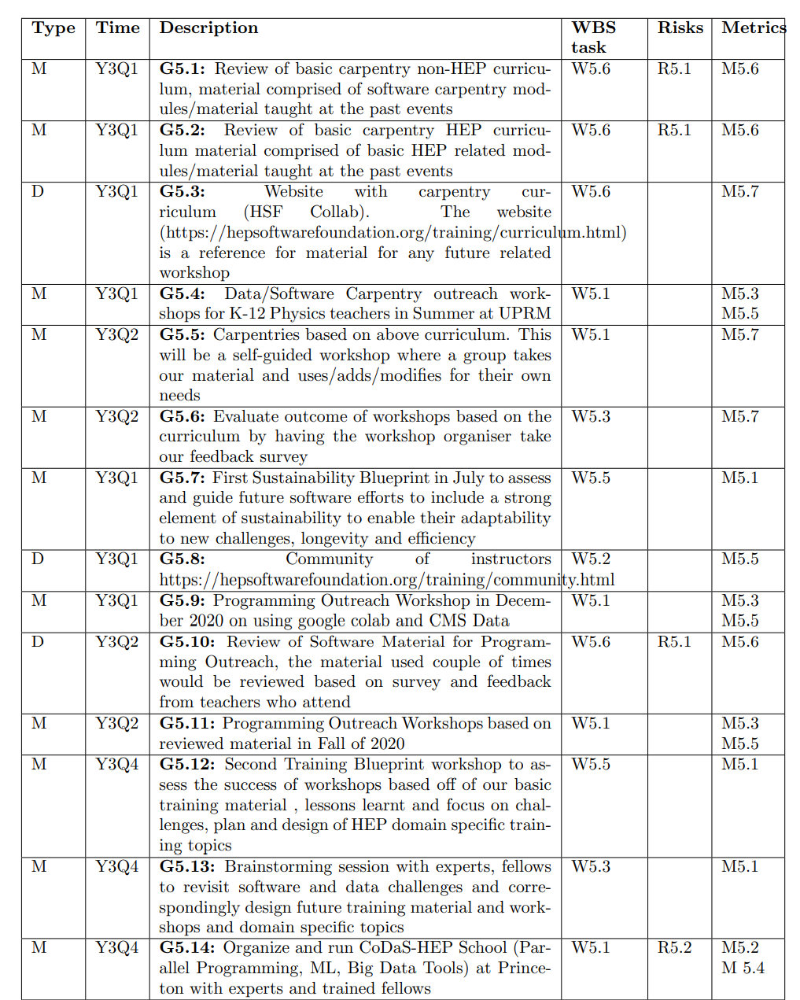 Type Time Description WBS Risks Metrics
task
M Y3Q1 G5.1: Review of basic carpentry non-HEP curricu- W5.6 R5.1 M5.6
lum, material comprised of software carpentry mod-
ules/material taught at the past events
M Y3Q1 G5.2: Review of basic carpentry HEP curricu- W5.6 R5.1 M5.6
lum material comprised of basic HEP related mod-
ules/material taught at the past events
D Y3Q1 G5.3: Website with carpentry cur- W5.6 M5.7
riculum (HSF Collab). The website
(https://hepsoftwarefoundation.org/training/curriculum.html)
is a reference for material for any future related
workshop
M Y3Q1 G5.4: Data/Software Carpentry outreach work- W5.1 M5.3
shops for K-12 Physics teachers in Summer at UPRM M5.5
M Y3Q2 G5.5: Carpentries based on above curriculum. This W5.1 M5.7
will be a self-guided workshop where a group takes
our material and uses/adds/modifies for their own
needs
M Y3Q2 G5.6: Evaluate outcome of workshops based on the W5.3 M5.7
curriculum by having the workshop organiser take
our feedback survey
M Y3Q1 G5.7: First Sustainability Blueprint in July to assess W5.5 M5.1
and guide future software efforts to include a strong
element of sustainability to enable their adaptability
to new challenges, longevity and efficiency
D Y3Q1 G5.8: Community of instructors W5.2 M5.5
https://hepsoftwarefoundation.org/training/community.html
M Y3Q1 G5.9: Programming Outreach Workshop in Decem- W5.1 M5.3
ber 2020 on using google colab and CMS Data M5.5
D Y3Q2 G5.10: Review of Software Material for Program- W5.6 R5.1 M5.6
ming Outreach, the material used couple of times
would be reviewed based on survey and feedback
from teachers who attend
M Y3Q2 G5.11: Programming Outreach Workshops based on W5.1 M5.3
reviewed material in Fall of 2020 M5.5
M Y3Q4 G5.12: Second Training Blueprint workshop to as- W5.5 M5.1
sess the success of workshops based off of our basic
training material , lessons learnt and focus on chal-
lenges, plan and design of HEP domain specific train-
ing topics
M Y3Q4 G5.13: Brainstorming session with experts, fellows W5.3 M5.1
to revisit software and data challenges and corre-
spondingly design future training material and work-
shops and domain specific topics
M Y3Q4 G5.14: Organize and run CoDaS-HEP School (Par- W5.1 R5.2 M5.2
allel Programming, ML, Big Data Tools) at Prince- M 5.4
ton with experts and trained fellows